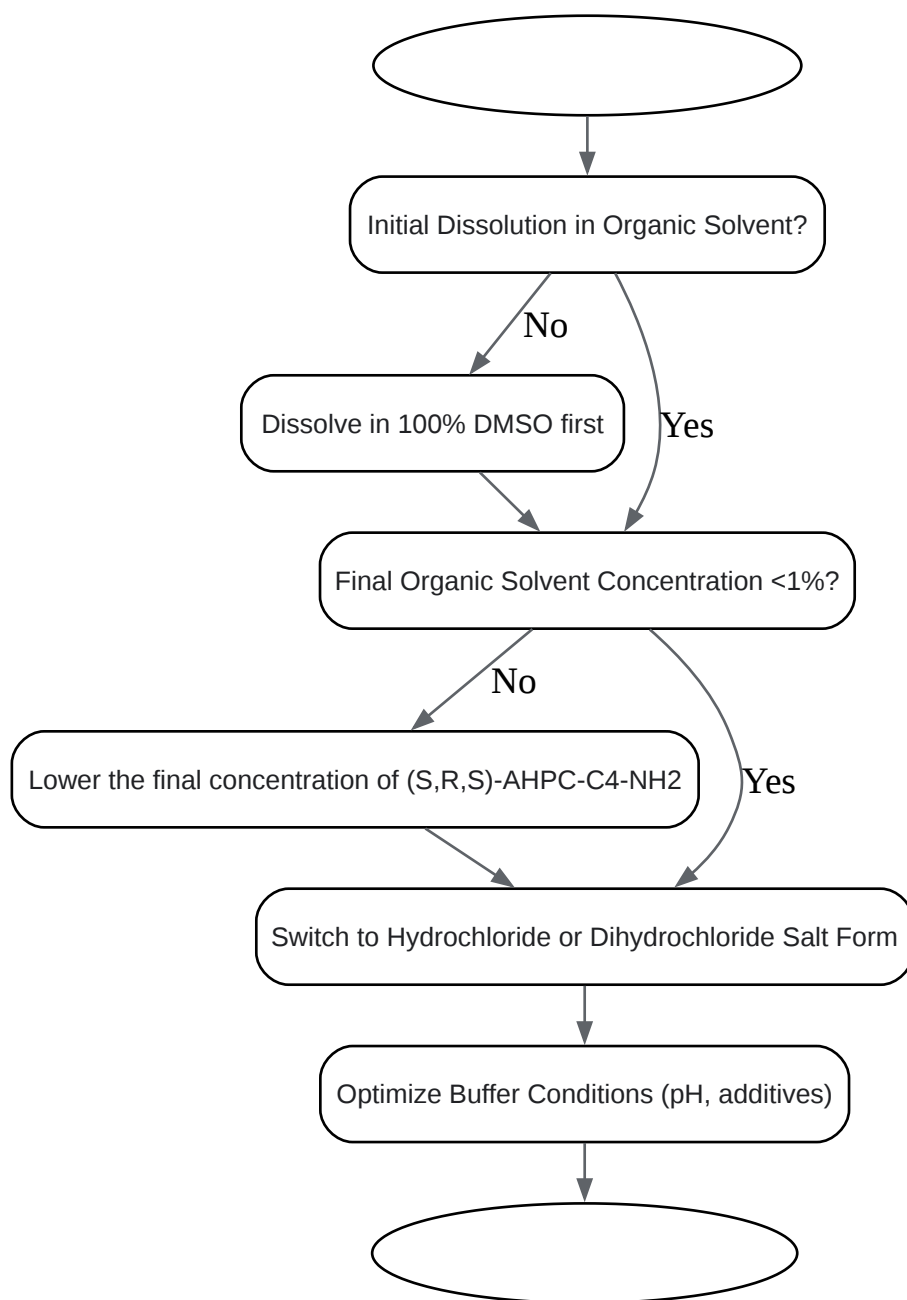 Initial Dissolution in Organic Solvent?
No
Dissolve in 100% DMSO first
Yes
Final Organic Solvent Concentration <1%?
No
Lower the final concentration of (S,R,S)-AHPC-C4-NH2
Yes
Switch to Hydrochloride or Dihydrochloride Salt Form
Optimize Buffer Conditions (pH, additives)